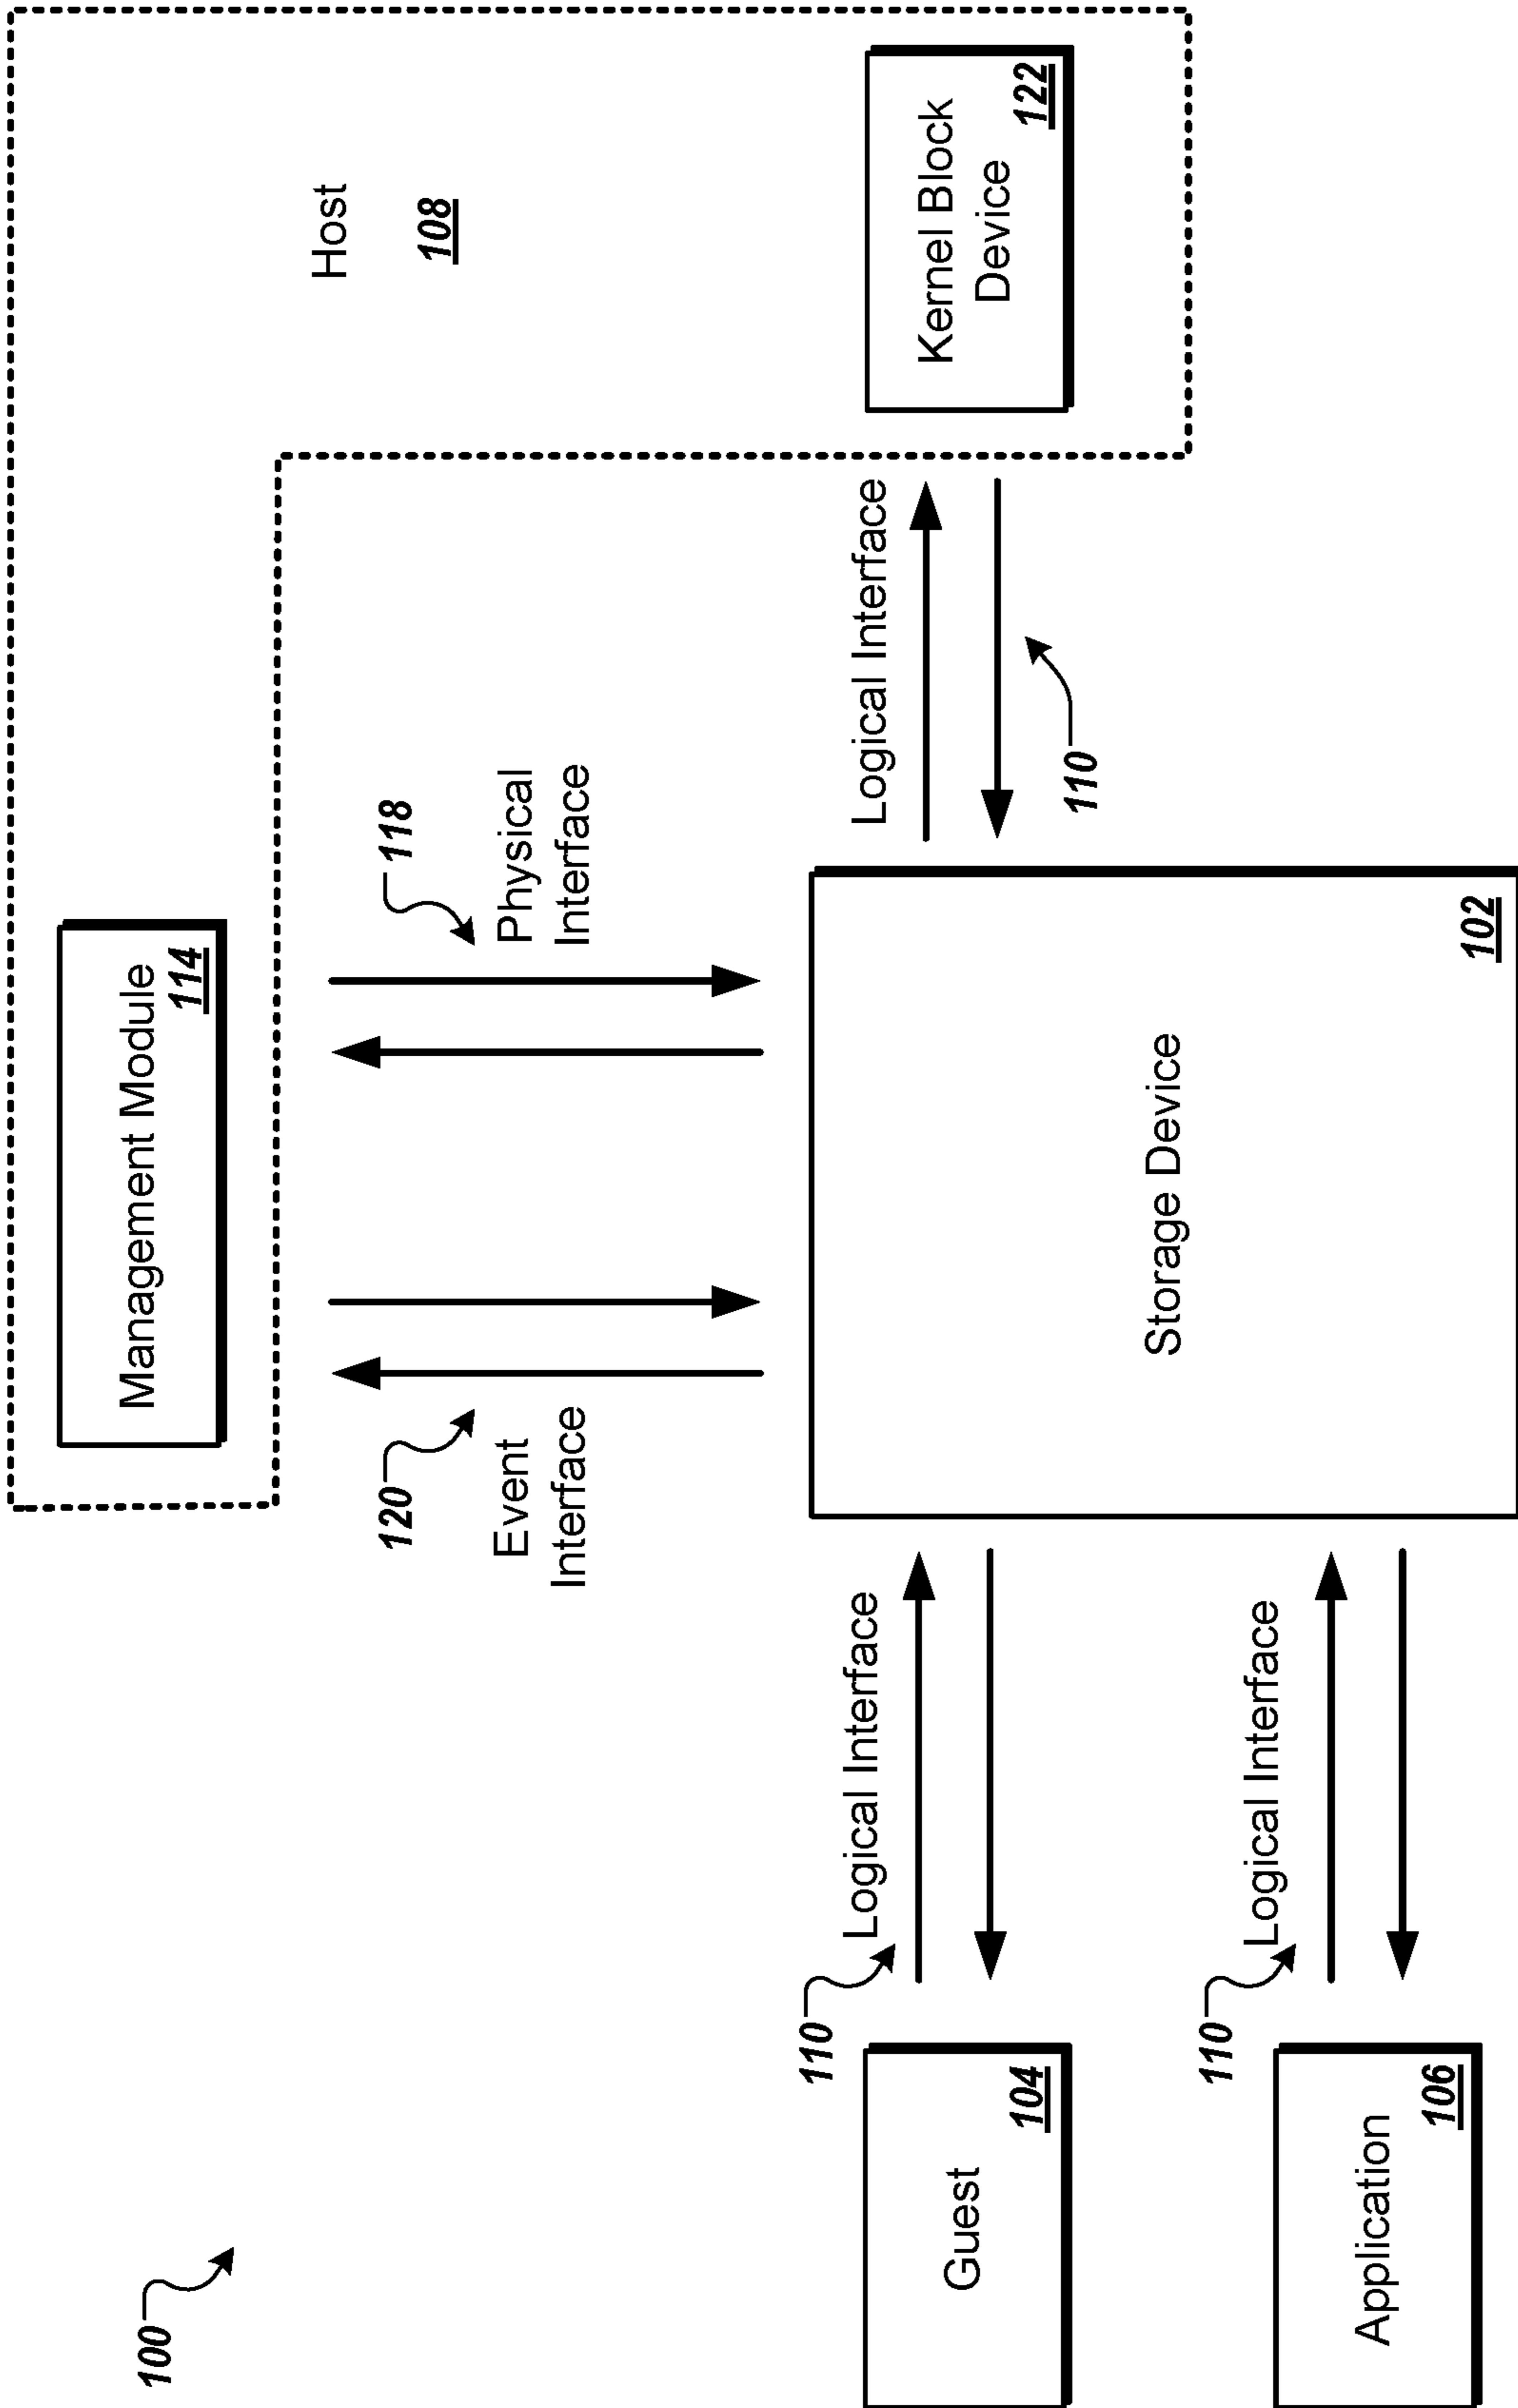 100
Management Module
114
Host
108
120
Event
Interface
118
Physical
Interface
110
Logical Interface
Guest
104
110
Logical Interface
Application
106
Storage Device
102
Logical Interface
110
Kernel Block
Device
122